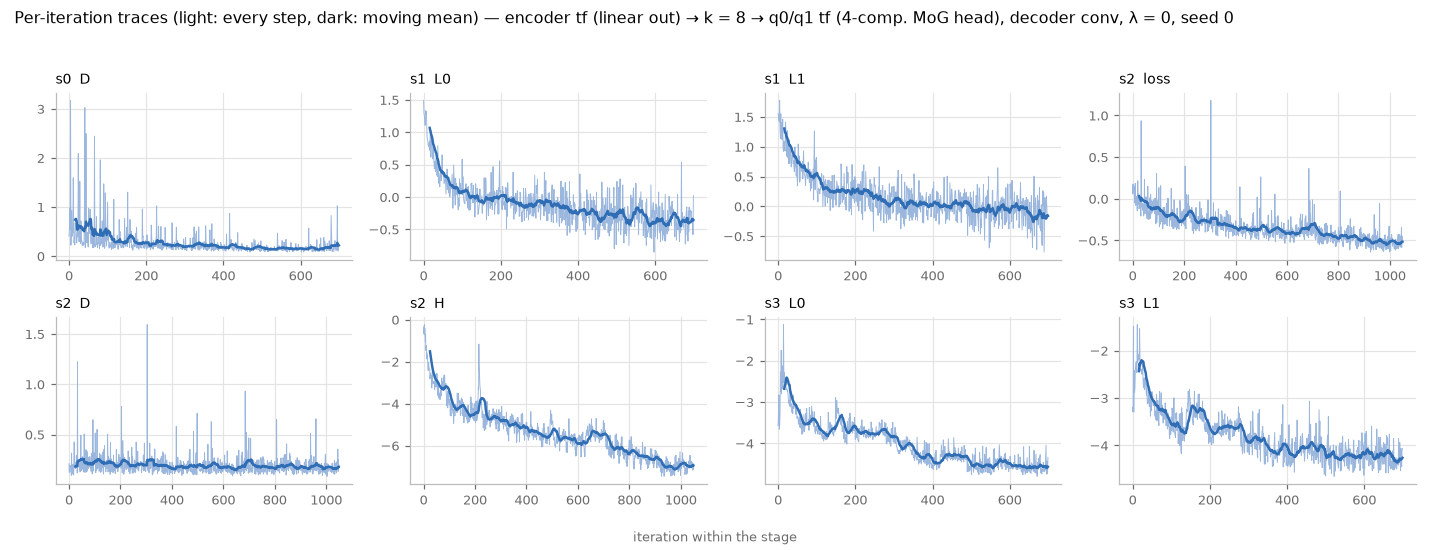 Per-iteration traces (light: every step, dark: moving mean) — encoder tf (linear out) → k = 8 → q0/q1 tf (4-comp. MoG head), decoder conv, λ = 0, seed 0
s0 D
3
2
1
0
0 200 400 600
s1 L0
1.5
1.0
0.5
0.0
−0.5
0 200 400 600
s1 L1
1.5
1.0
0.5
0.0
−0.5
0 200 400 600
s2 loss
1.0
0.5
0.0
−0.5
0 200 400 600 800 1000
s2 D
1.5
1.0
0.5
0 200 400 600 800 1000
s2 H
0
−2
−4
−6
0 200 400 600 800 1000
s3 L0
−1
−2
−3
−4
0 200 400 600
s3 L1
−2
−3
−4
0 200 400 600
iteration within the stage